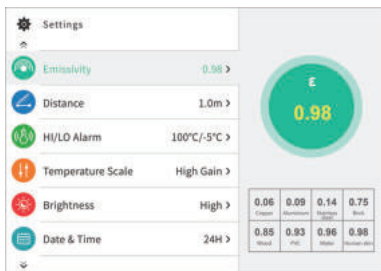 Settings
Emissivity 0.98 >
Distance 1.0m >
HI/LO Alarm 100°C/-5°C >
Temperature Scale High Gain >
Brightness High >
Date & Time 24H >
ε
0.98
0.06 0.09 0.14 0.75
Copper Aluminum Stainless steel Brick
0.85 0.93 0.96 0.98
Wood PVC Water Human skin